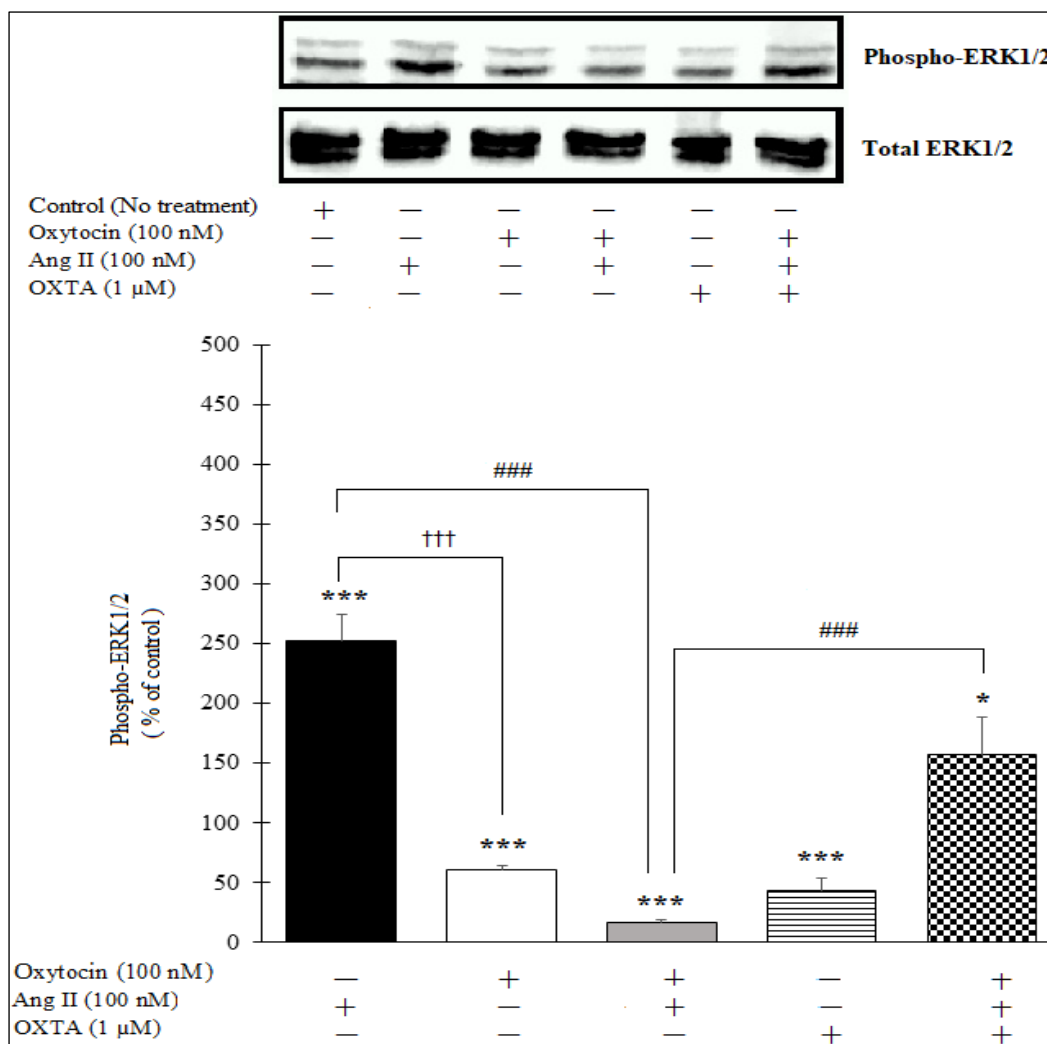 Phospho-ERK1/2
Total ERK1/2
Control (No treatment) + — — — — —
Oxytocin (100 nM) — — + + — +
Ang II (100 nM) — + — + — +
OXTA (1 µM) — — — — + +
500
450
400
###
350
†††
300
***
250
###
200
*
150
100
***
***
50
***
0
Phospho-ERK1/2
( % of control )
Oxytocin (100 nM) — + + — +
Ang II (100 nM) + — + — +
OXTA (1 µM) — — — + +